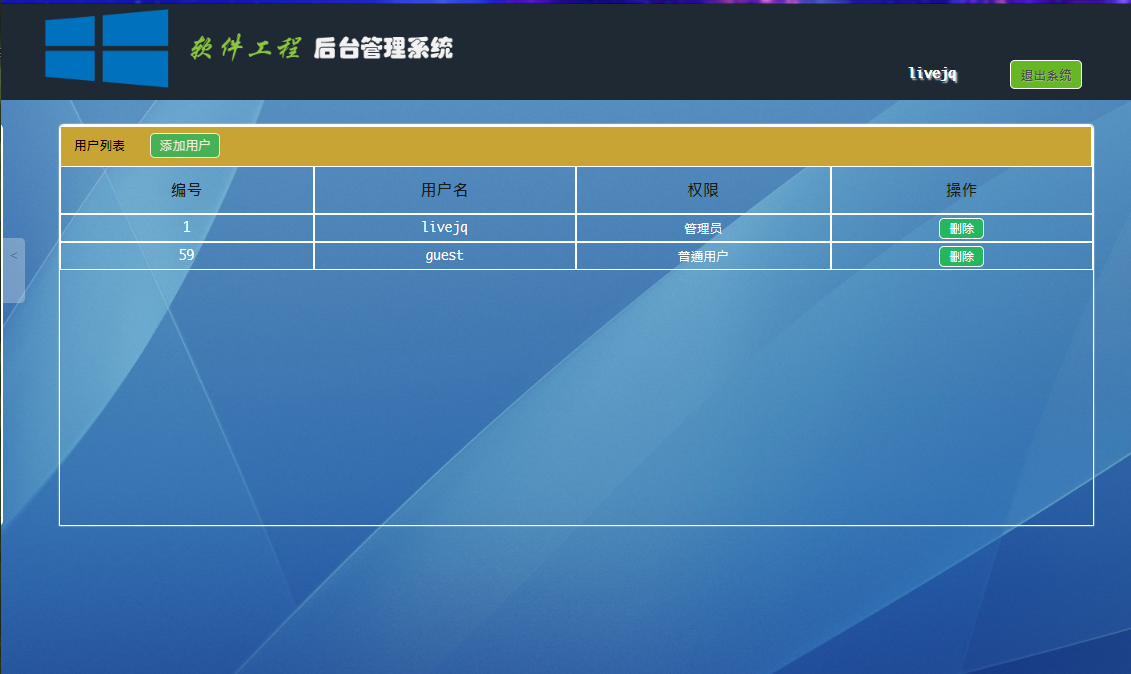 软件工程 后台管理系统
livejq 退出系统
用户列表 添加用户
编号 用户名 权限 操作
1 livejq 管理员 删除
59 guest 普通用户 删除
<